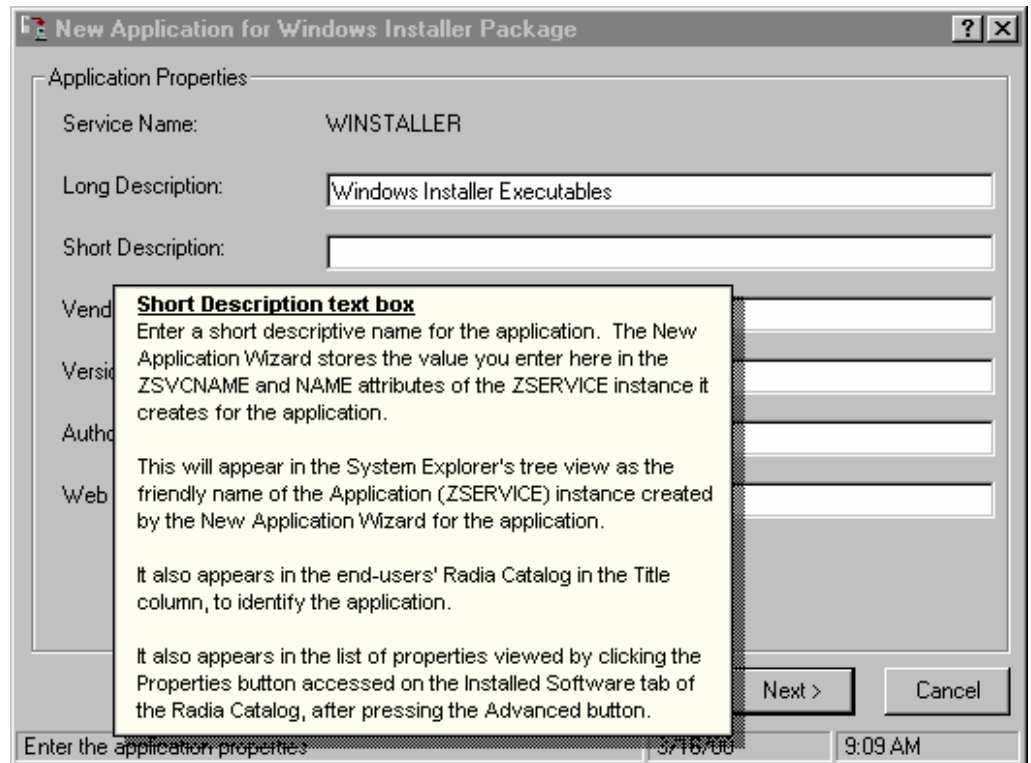 New Application for Windows Installer Package
Application Properties
Service Name: WINSTALLER
Long Description: Windows Installer Executables
Short Description:
Vend
Versic
Autho
Web
Short Description text box
Enter a short descriptive name for the application. The New
Application Wizard stores the value you enter here in the
ZSVCNAME and NAME attributes of the ZSERVICE instance it
creates for the application.
This will appear in the System Explorer's tree view as the
friendly name of the Application (ZSERVICE) instance created
by the New Application Wizard for the application.
It also appears in the end-users' Radia Catalog in the Title
column, to identify the application.
It also appears in the list of properties viewed by clicking the
Properties button accessed on the Installed Software tab of
the Radia Catalog, after pressing the Advanced button.
Next > Cancel
Enter the application properties 9:09 AM